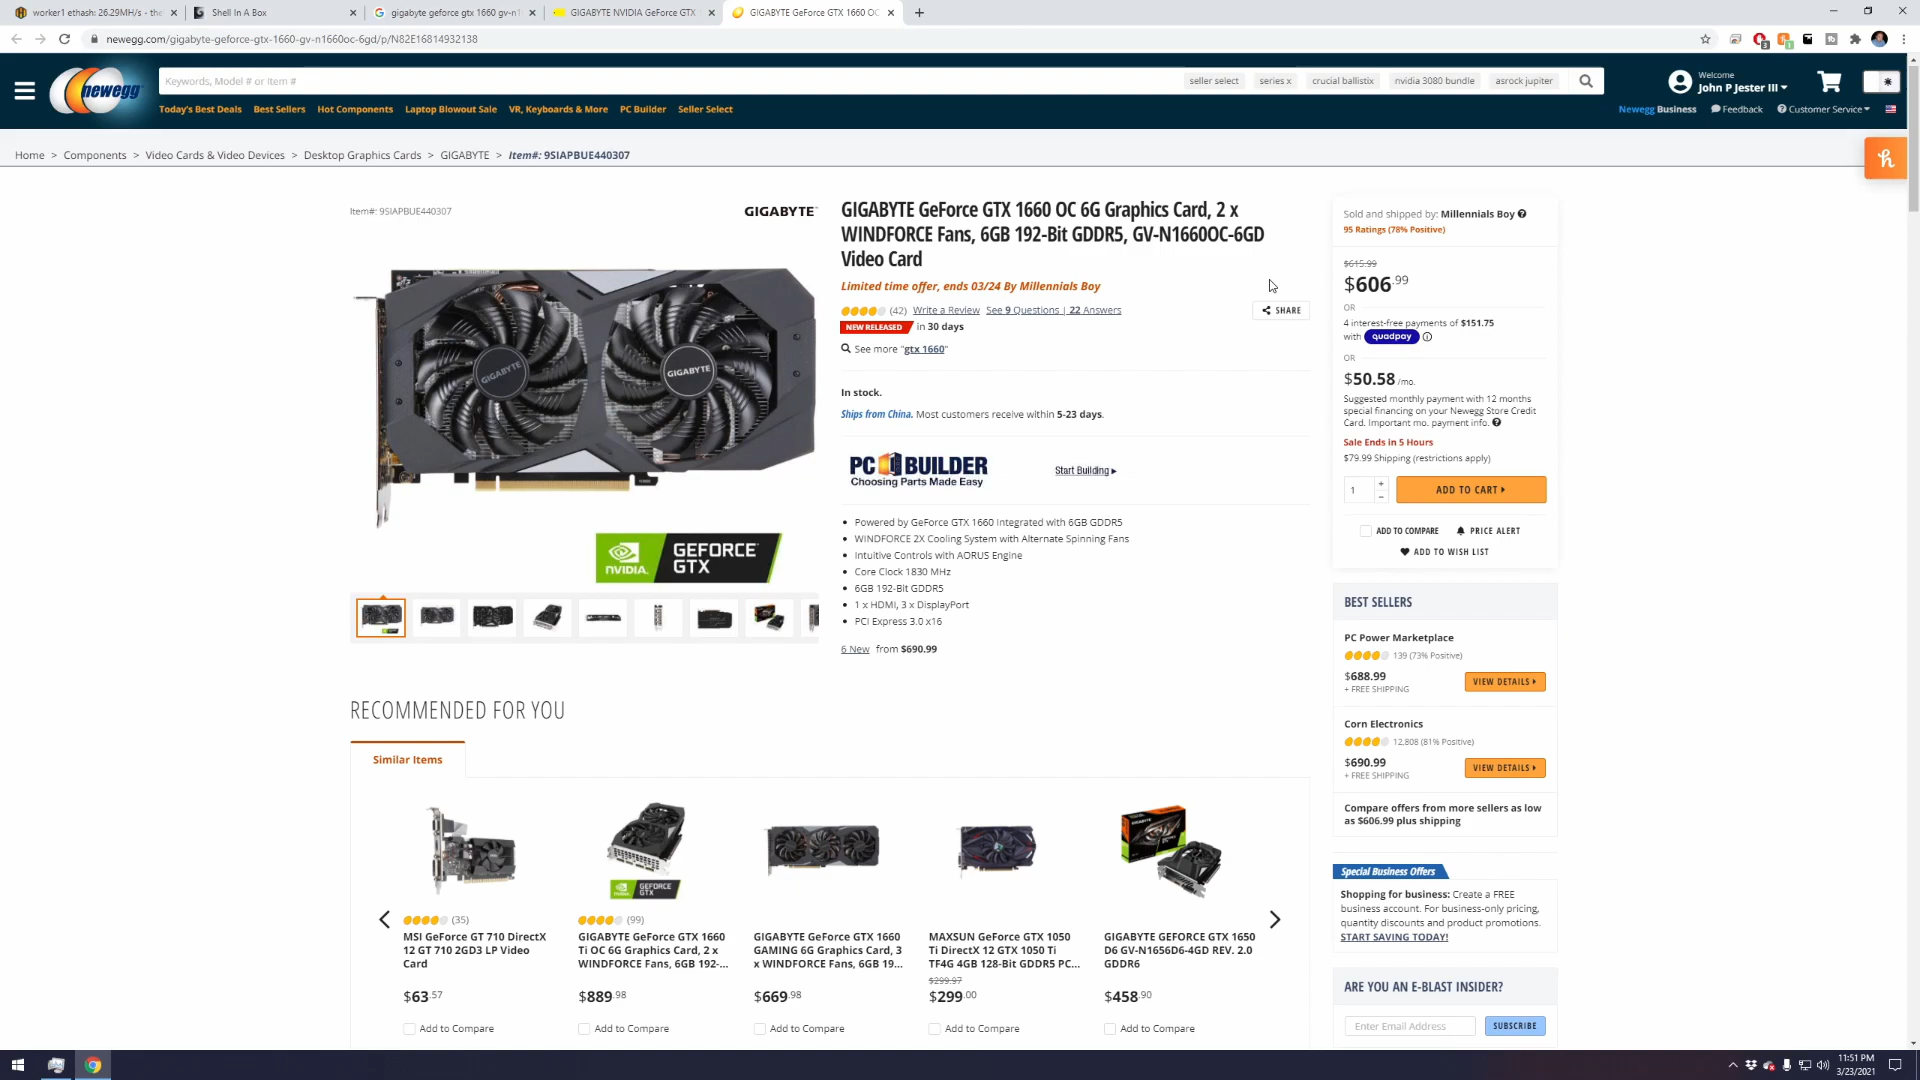 worker1 ethash: 26.29MH/s - the
Shell In A Box
gigabyte geforce gtx 1660 gv-n1
GIGABYTE NVIDIA GeForce GTX
GIGABYTE GeForce GTX 1660 OC
newegg.com/gigabyte-geforce-gtx-1660-gv-n1660oc-6gd/p/N82E16814932138
newegg
Keywords, Model # or Item #
seller select
series x
crucial ballistix
nvidia 3080 bundle
asrock jupiter
Welcome
John P Jester III
Today's Best Deals
Best Sellers
Hot Components
Laptop Blowout Sale
VR, Keyboards & More
PC Builder
Seller Select
Newegg Business
Feedback
Customer Service
Home > Components > Video Cards & Video Devices > Desktop Graphics Cards > GIGABYTE > Item#: 9SIAPBUE440307
Item#: 9SIAPBUE440307
GIGABYTE™
GIGABYTE
GIGABYTE
NVIDIA.
GEFORCE
GTX
GIGABYTE GeForce GTX 1660 OC 6G Graphics Card, 2 x
WINDFORCE Fans, 6GB 192-Bit GDDR5, GV-N1660OC-6GD
Video Card
Limited time offer, ends 03/24 By Millennials Boy
(42) Write a Review See 9 Questions | 22 Answers
SHARE
NEW RELEASED in 30 days
See more "gtx 1660"
In stock.
Ships from China. Most customers receive within 5-23 days.
PC BUILDER
Choosing Parts Made Easy
Start Building
Powered by GeForce GTX 1660 Integrated with 6GB GDDR5
WINDFORCE 2X Cooling System with Alternate Spinning Fans
Intuitive Controls with AORUS Engine
Core Clock 1830 MHz
6GB 192-Bit GDDR5
1 x HDMI, 3 x DisplayPort
PCI Express 3.0 x16
6 New from $690.99
Sold and shipped by: Millennials Boy
95 Ratings (78% Positive)
$615.99
$606.99
OR
4 interest-free payments of $151.75
with quadpay
OR
$50.58 /mo.
Suggested monthly payment with 12 months
special financing on your Newegg Store Credit
Card. Important mo. payment info.
Sale Ends in 5 Hours
$79.99 Shipping (restrictions apply)
1
+
−
ADD TO CART
ADD TO COMPARE
PRICE ALERT
ADD TO WISH LIST
BEST SELLERS
PC Power Marketplace
139 (73% Positive)
$688.99
+ FREE SHIPPING
VIEW DETAILS
Corn Electronics
12,808 (81% Positive)
$690.99
+ FREE SHIPPING
VIEW DETAILS
Compare offers from more sellers as low
as $606.99 plus shipping
Special Business Offers
Shopping for business: Create a FREE
business account. For business-only pricing,
quantity discounts and product promotions.
START SAVING TODAY!
ARE YOU AN E-BLAST INSIDER?
Enter Email Address
SUBSCRIBE
RECOMMENDED FOR YOU
Similar Items
(35)
MSI GeForce GT 710 DirectX
12 GT 710 2GD3 LP Video
Card
$63.57
Add to Compare
GEFORCE
GTX
(99)
GIGABYTE GeForce GTX 1660
Ti OC 6G Graphics Card, 2 x
WINDFORCE Fans, 6GB 192-...
$889.98
Add to Compare
GIGABYTE GeForce GTX 1660
GAMING 6G Graphics Card, 3
x WINDFORCE Fans, 6GB 19...
$669.98
Add to Compare
MAXSUN GeForce GTX 1050
Ti DirectX 12 GTX 1050 Ti
TF4G 4GB 128-Bit GDDR5 PC...
$299.97
$299.00
Add to Compare
GIGABYTE GEFORCE GTX 1650
D6 GV-N1656D6-4GD REV. 2.0
GDDR6
$458.90
Add to Compare
11:51 PM
3/23/2021